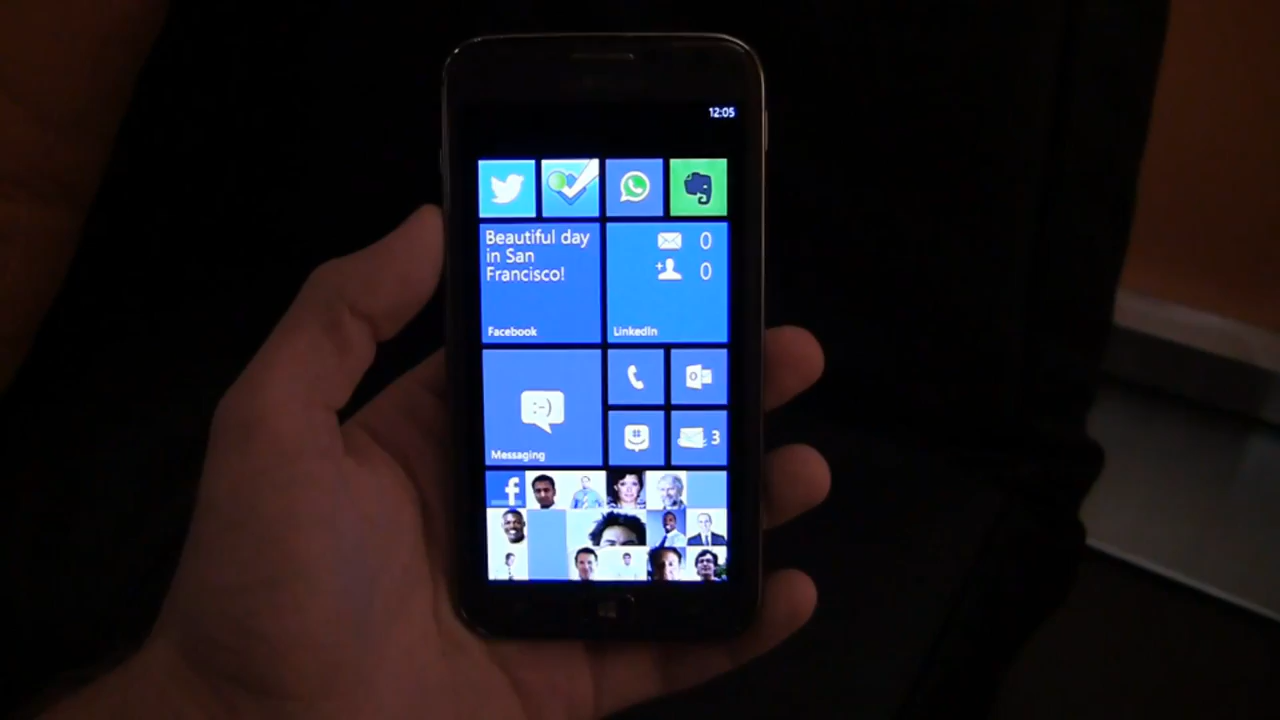 12:05
Beautiful day
in San
Francisco!
Facebook
0
0
LinkedIn
Messaging
3